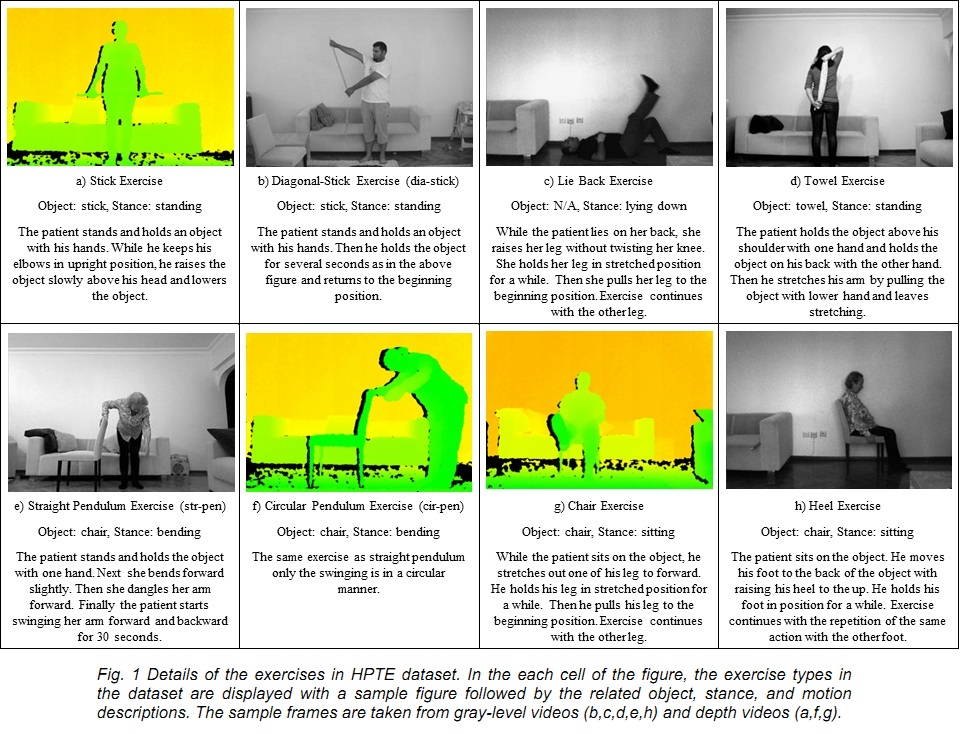 a) Stick Exercise
Object: stick, Stance: standing
The patient stands and holds an object
with his hands. While he keeps his
elbows in upright position, he raises the
object slowly above his head and lowers
the object.
b) Diagonal-Stick Exercise (dia-stick)
Object: stick, Stance: standing
The patient stands and holds an object
with his hands. Then he holds the object
for several seconds as in the above
figure and returns to the beginning
position.
c) Lie Back Exercise
Object: N/A, Stance: lying down
While the patient lies on her back, she
raises her leg without twisting her knee.
She holds her leg in stretched position
for a while. Then she pulls her leg to the
beginning position. Exercise continues
with the other leg.
d) Towel Exercise
Object: towel, Stance: standing
The patient holds the object above his
shoulder with one hand and holds the
object on his back with the other hand.
Then he stretches his arm by pulling the
object with lower hand and leaves
stretching.
e) Straight Pendulum Exercise (str-pen)
Object: chair, Stance: bending
The patient stands and holds the object
with one hand. Next she bends forward
slightly. Then she dangles her arm
forward. Finally the patient starts
swinging her arm forward and backward
for 30 seconds.
f) Circular Pendulum Exercise (cir-pen)
Object: chair, Stance: bending
The same exercise as straight pendulum
only the swinging is in a circular
manner.
g) Chair Exercise
Object: chair, Stance: sitting
While the patient sits on the object, he
stretches out one of his leg to forward.
He holds his leg in stretched position for
a while. Then he pulls his leg to the
beginning position. Exercise continues
with the other leg.
h) Heel Exercise
Object: chair, Stance: sitting
The patient sits on the object. He moves
his foot to the back of the object with
raising his heel to the up. He holds his
foot in position for a while. Exercise
continues with the repetition of the same
action with the other foot.
Fig. 1 Details of the exercises in HPTE dataset. In the each cell of the figure, the exercise types in
the dataset are displayed with a sample figure followed by the related object, stance, and motion
descriptions. The sample frames are taken from gray-level videos (b,c,d,e,h) and depth videos (a,f,g).